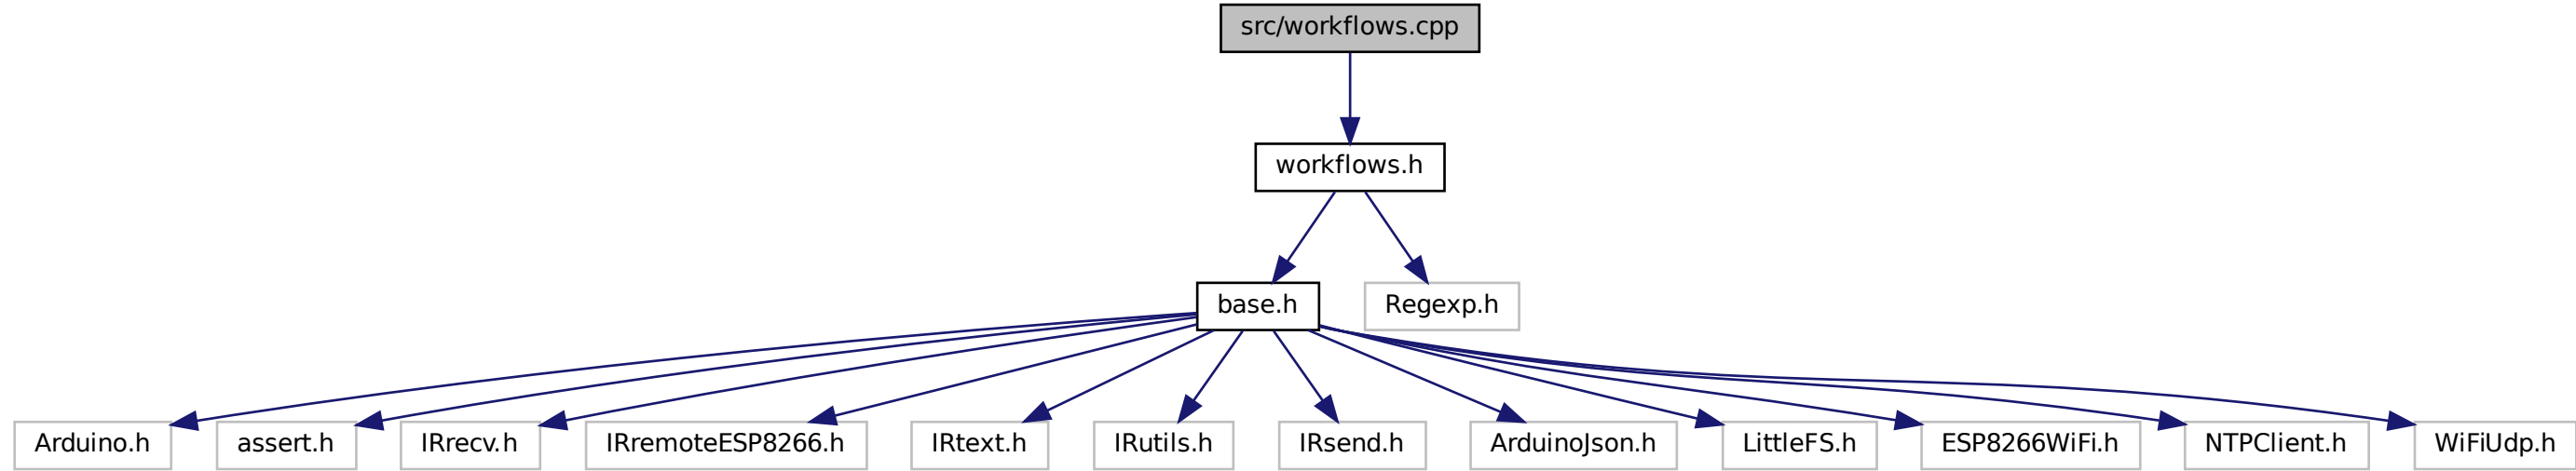 src/workflows.cpp
workflows.h
base.h
Regexp.h
Arduino.h
assert.h
IRrecv.h
IRremoteESP8266.h
IRtext.h
IRutils.h
IRsend.h
ArduinoJson.h
LittleFS.h
ESP8266WiFi.h
NTPClient.h
WiFiUdp.h